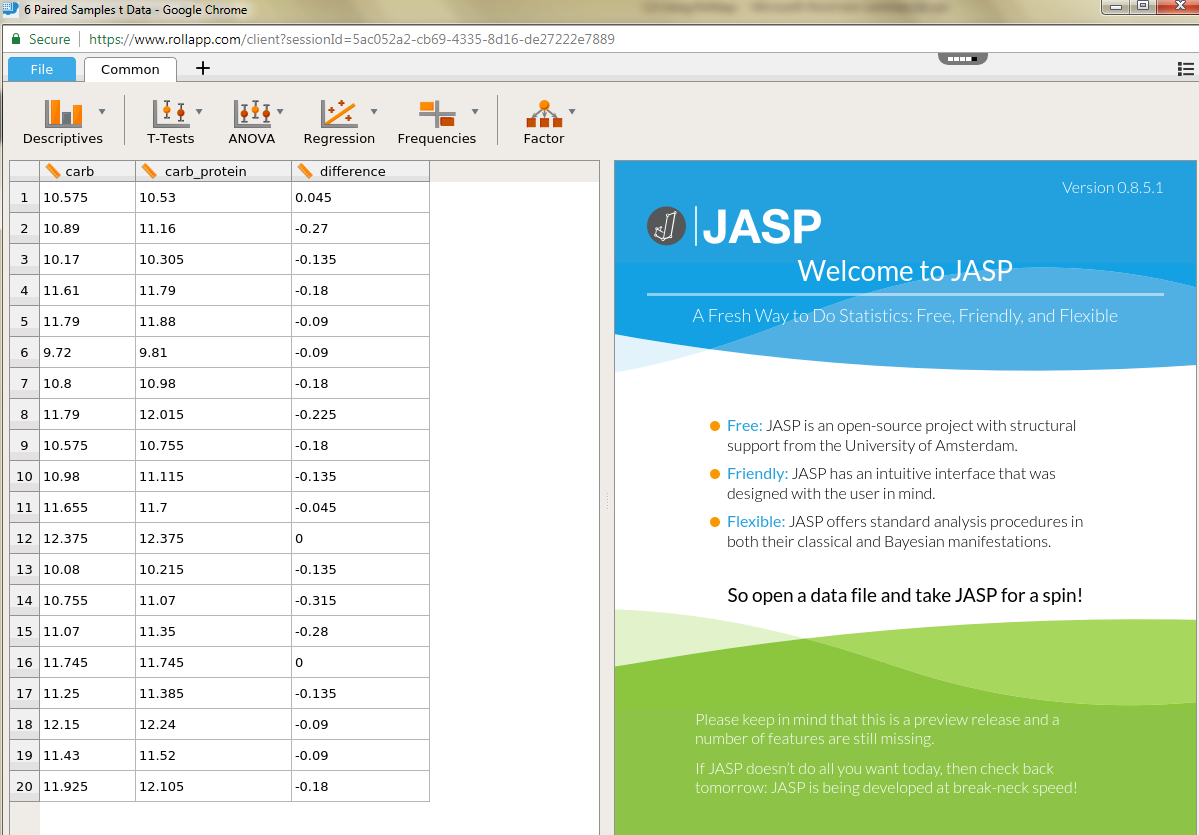 6 Paired Samples t Data - Google Chrome
Secure https://www.rollapp.com/client?sessionId=5ac052a2-cb69-4335-8d16-de27222e7889
File Common +
Descriptives T-Tests ANOVA Regression Frequencies Factor
carb carb_protein difference
1 10.575 10.53 0.045
2 10.89 11.16 -0.27
3 10.17 10.305 -0.135
4 11.61 11.79 -0.18
5 11.79 11.88 -0.09
6 9.72 9.81 -0.09
7 10.8 10.98 -0.18
8 11.79 12.015 -0.225
9 10.575 10.755 -0.18
10 10.98 11.115 -0.135
11 11.655 11.7 -0.045
12 12.375 12.375 0
13 10.08 10.215 -0.135
14 10.755 11.07 -0.315
15 11.07 11.35 -0.28
16 11.745 11.745 0
17 11.25 11.385 -0.135
18 12.15 12.24 -0.09
19 11.43 11.52 -0.09
20 11.925 12.105 -0.18
Version 0.8.5.1
JASP
Welcome to JASP
A Fresh Way to Do Statistics: Free, Friendly, and Flexible
Free: JASP is an open-source project with structural
support from the University of Amsterdam.
Friendly: JASP has an intuitive interface that was
designed with the user in mind.
Flexible: JASP offers standard analysis procedures in
both their classical and Bayesian manifestations.
So open a data file and take JASP for a spin!
Please keep in mind that this is a preview release and a
number of features are still missing.
If JASP doesn't do all you want today, then check back
tomorrow: JASP is being developed at break-neck speed!